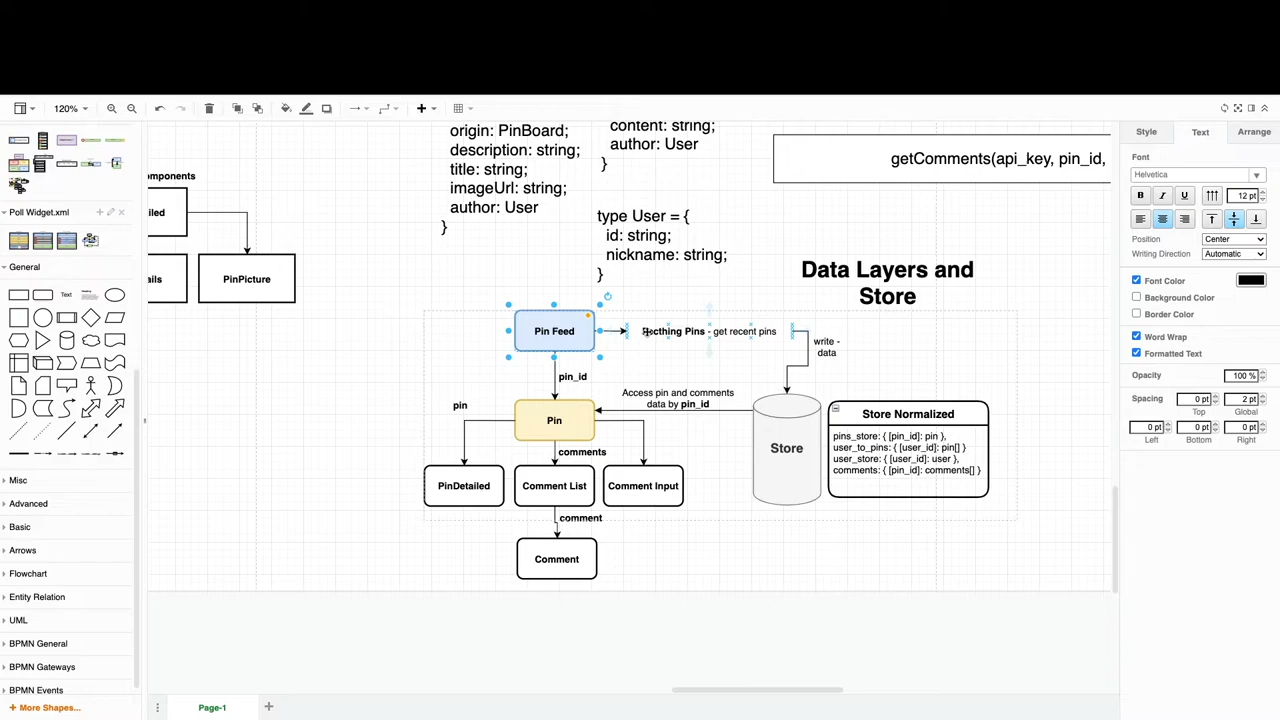 120%
Style
Text
Arrange
origin: PinBoard;
description: string;
title: string;
imageUrl: string;
author: User
}
content: string;
author: User
}
getComments(api_key, pin_id,
type User = {
id: string;
nickname: string;
}
Data Layers and
Store
omponents
ailed
ails
PinPicture
Pin Feed
Fecthing Pins - get recent pins
write -
data
pin_id
Access pin and comments
data by pin_id
pin
Pin
comments
PinDetailed
Comment List
Comment Input
comment
Comment
Store
Store Normalized
pins_store: { [pin_id]: pin },
user_to_pins: { [user_id]: pin[] }
user_store: { [user_id]: user },
comments: { [pin_id]: comments[] }
Poll Widget.xml
General
Text
Heading
Misc
Advanced
Basic
Arrows
Flowchart
Entity Relation
UML
BPMN General
BPMN Gateways
BPMN Events
+ More Shapes...
Page-1
Font
Helvetica
B I U
12 pt
Position
Center
Writing Direction
Automatic
Font Color
Background Color
Border Color
Word Wrap
Formatted Text
Opacity
100 %
Spacing
0 pt
2 pt
Top
Global
0 pt
0 pt
0 pt
Left
Bottom
Right